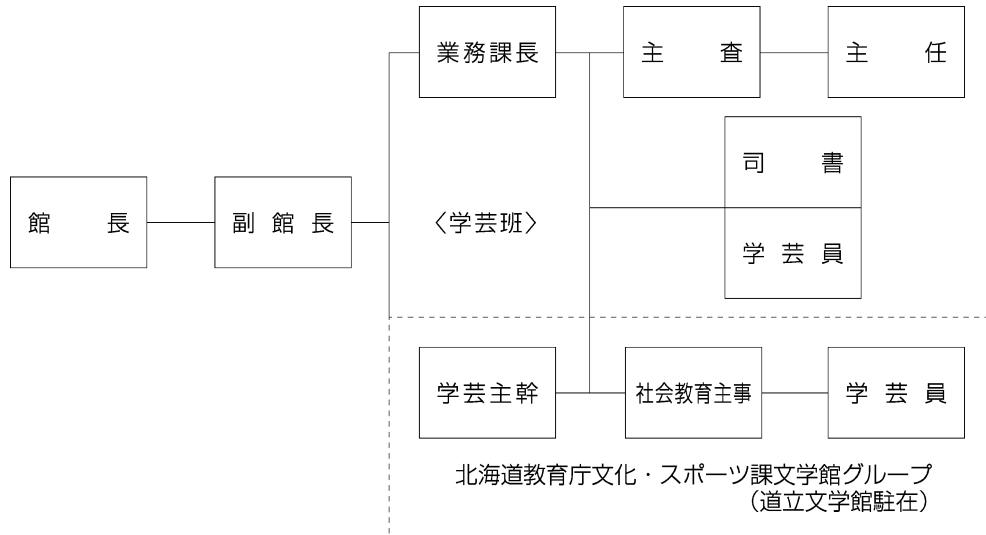 業務課長
主査
主任
司書
館長
副館長
〈学芸班〉
学芸員
学芸主幹
社会教育主事
学芸員
北海道教育庁文化・スポーツ課文学館グループ
（道立文学館駐在）